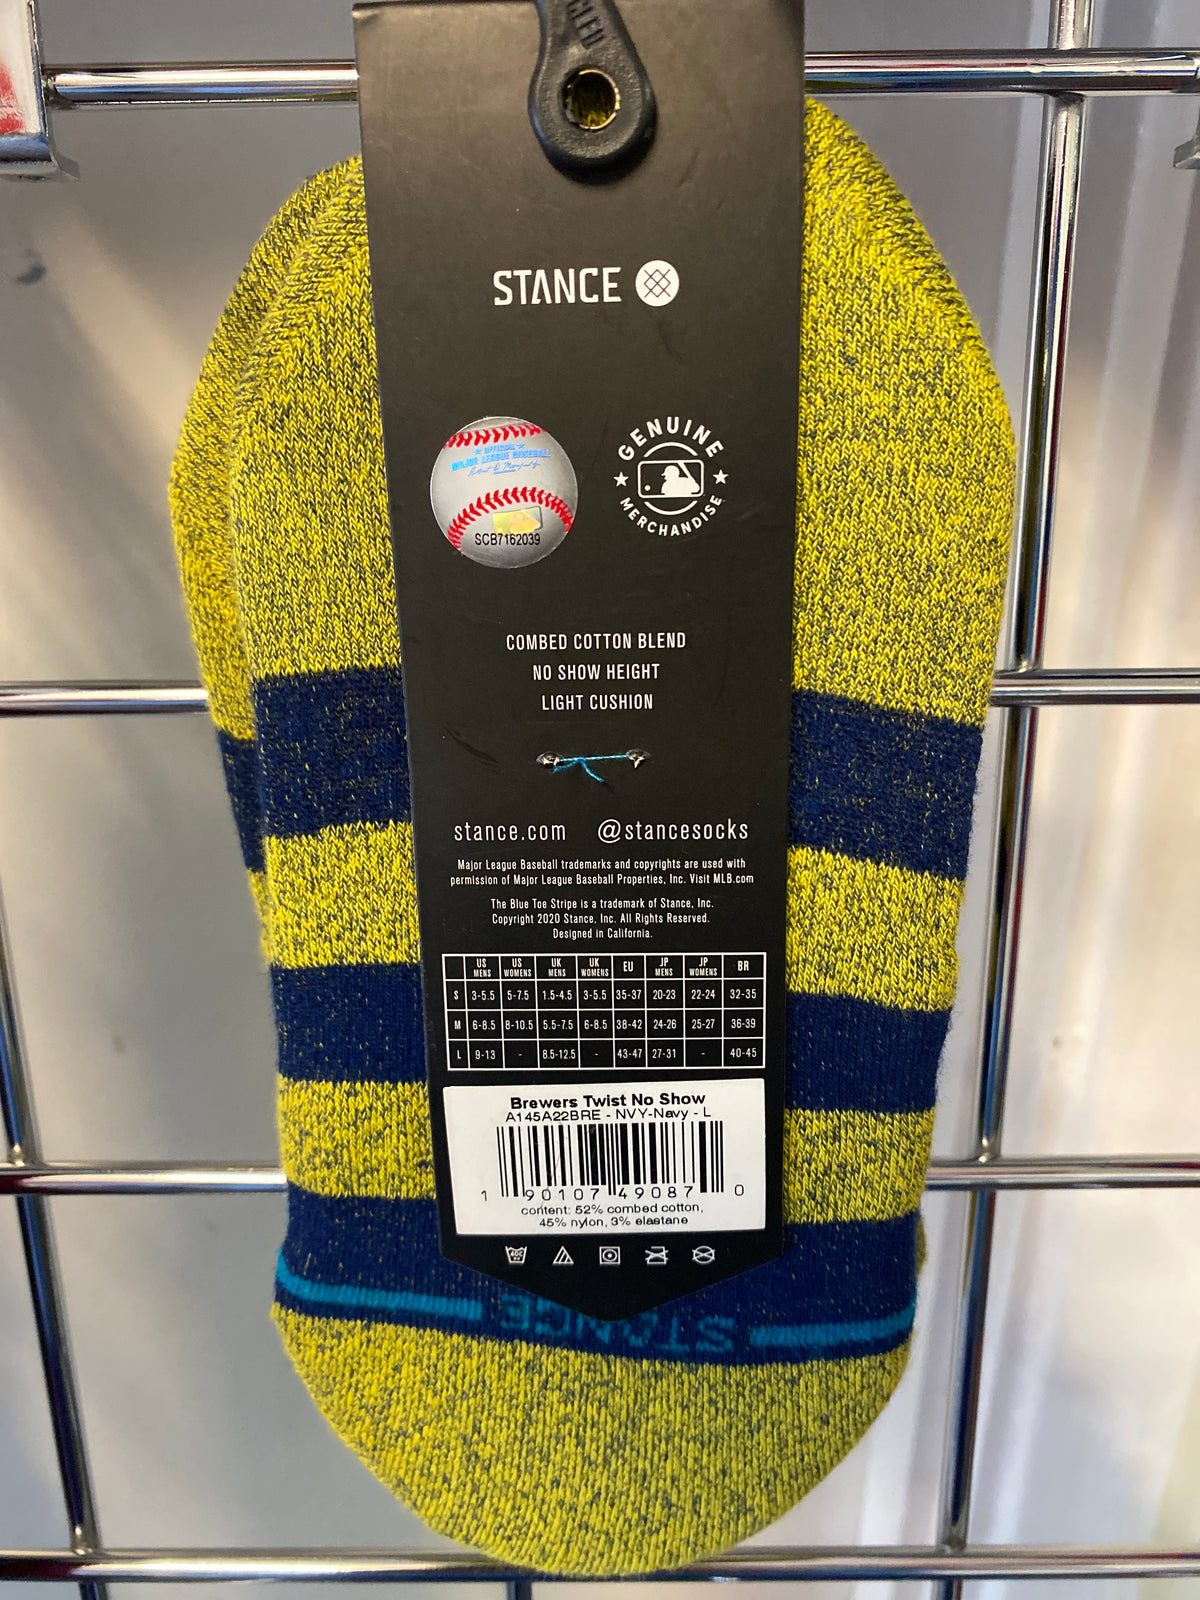 CLED
STANCE
OFFICIAL
MAJOR LEAGUE BASEBALL
SCB7162039
GENUINE
MERCHANDISE
COMBED COTTON BLEND
NO SHOW HEIGHT
LIGHT CUSHION
stance.com @stancesocks
Major League Baseball trademarks and copyrights are used with
permission of Major League Baseball Properties, Inc. Visit MLB.com
The Blue Toe Stripe is a trademark of Stance, Inc.
Copyright 2020 Stance, Inc. All Rights Reserved.
Designed in California.
US MENS US WOMENS UK MENS UK WOMENS EU JP MENS JP WOMENS BR
S 3-5.5 5-7.5 1.5-4.5 3-5.5 35-37 20-23 22-24 32-35
M 6-8.5 8-10.5 5.5-7.5 6-8.5 38-42 24-26 25-27 36-39
L 9-13 - 8.5-12.5 - 43-47 27-31 - 40-45
Brewers Twist No Show
A145A22BRE - NVY-Navy - L
1 90107 49087 0
content: 52% combed cotton,
45% nylon, 3% elastane
STANCE